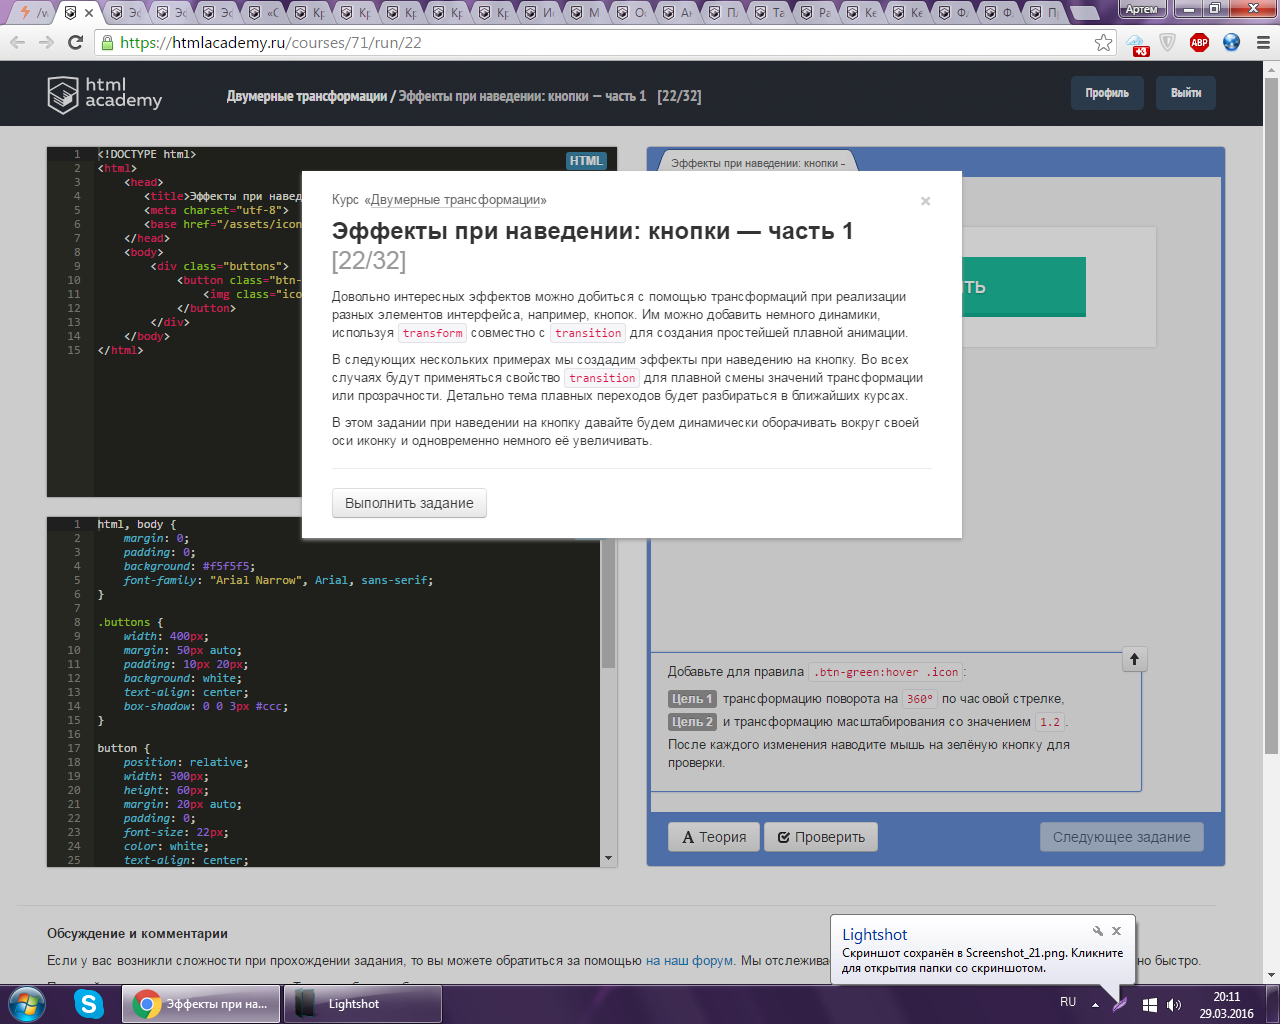 Артем
https://htmlacademy.ru/courses/71/run/22
+3
ABP
html
academy
Двумерные трансформации / Эффекты при наведении: кнопки — часть 1 [22/32]
Профиль
Выйти
1 <!DOCTYPE html>
HTML
2 <html>
3 <head>
4 <title>Эффекты при навед
5 <meta charset="utf-8">
6 <base href="/assets/icon
7 </head>
8 <body>
9 <div class="buttons">
10 <button class="btn-
11 <img class="ico
12 </button>
13 </div>
14 </body>
15 </html>
Эффекты при наведении: кнопки –
ТЬ
Курс «Двумерные трансформации»
×
Эффекты при наведении: кнопки — часть 1
[22/32]
Довольно интересных эффектов можно добиться с помощью трансформаций при реализации
разных элементов интерфейса, например, кнопок. Им можно добавить немного динамики,
используя transform совместно с transition для создания простейшей плавной анимации.
В следующих нескольких примерах мы создадим эффекты при наведению на кнопку. Во всех
случаях будут применяться свойство transition для плавной смены значений трансформации
или прозрачности. Детально тема плавных переходов будет разбираться в ближайших курсах.
В этом задании при наведении на кнопку давайте будем динамически оборачивать вокруг своей
оси иконку и одновременно немного её увеличивать.
Выполнить задание
1 html, body {
2 margin: 0;
3 padding: 0;
4 background: #f5f5f5;
5 font-family: "Arial Narrow", Arial, sans-serif;
6 }
7
8 .buttons {
9 width: 400px;
10 margin: 50px auto;
11 padding: 10px 20px;
12 background: white;
13 text-align: center;
14 box-shadow: 0 0 3px #ccc;
15 }
16
17 button {
18 position: relative;
19 width: 300px;
20 height: 60px;
21 margin: 20px auto;
22 padding: 0;
23 font-size: 22px;
24 color: white;
25 text-align: center;
Добавьте для правила .btn-green:hover .icon:
Цель 1 трансформацию поворота на 360° по часовой стрелке,
Цель 2 и трансформацию масштабирования со значением 1.2.
После каждого изменения наводите мышь на зелёную кнопку для
проверки.
Теория
Проверить
Следующее задание
Обсуждение и комментарии
Если у вас возникли сложности при прохождении задания, то вы можете обратиться за помощью на наш форум. Мы отслежива
но быстро.
Lightshot
Скриншот сохранён в Screenshot_21.png. Кликните
для открытия папки со скриншотом.
Эффекты при на...
Lightshot
RU
20:11
29.03.2016